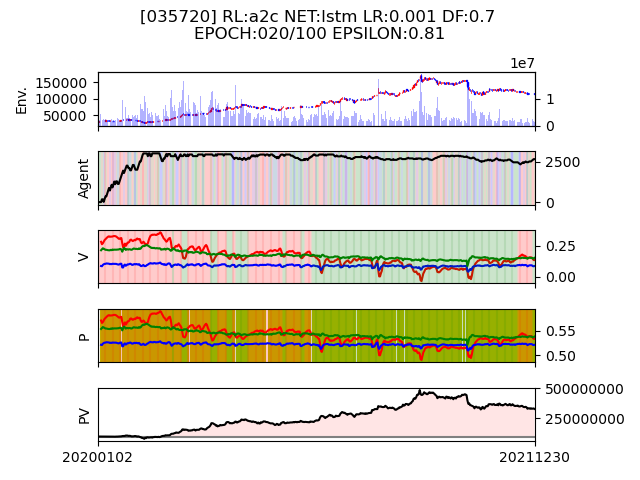 [035720] RL:a2c NET:lstm LR:0.001 DF:0.7
EPOCH:020/100 EPSILON:0.81
1e7
Env.
150000
100000
50000
1
0
Agent
2500
0
V
0.25
0.00
P
0.55
0.50
PV
500000000
250000000
20200102
20211230